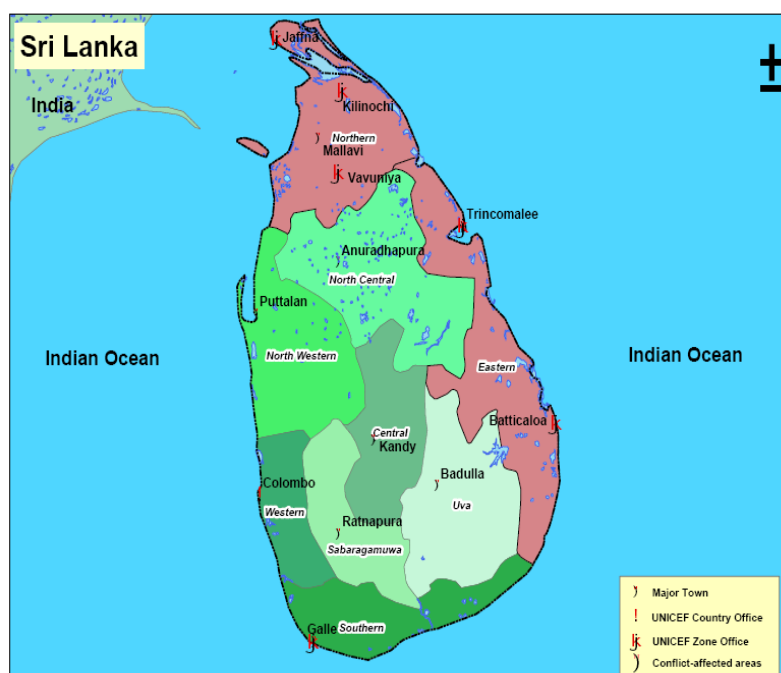 Sri Lanka
Jaffna
India
Kilinochi
Northern
Mallavi
Vavuniya
Trincomalee
Anuradhapura
North Central
Puttalan
Indian Ocean
Indian Ocean
North Western
Eastern
Batticaloa
Central
Kandy
Badulla
Colombo
Western
Uva
Ratnapura
Sabaragamuwa
Galle
Southern
Major Town
UNICEF Country Office
UNICEF Zone Office
Conflict-affected areas